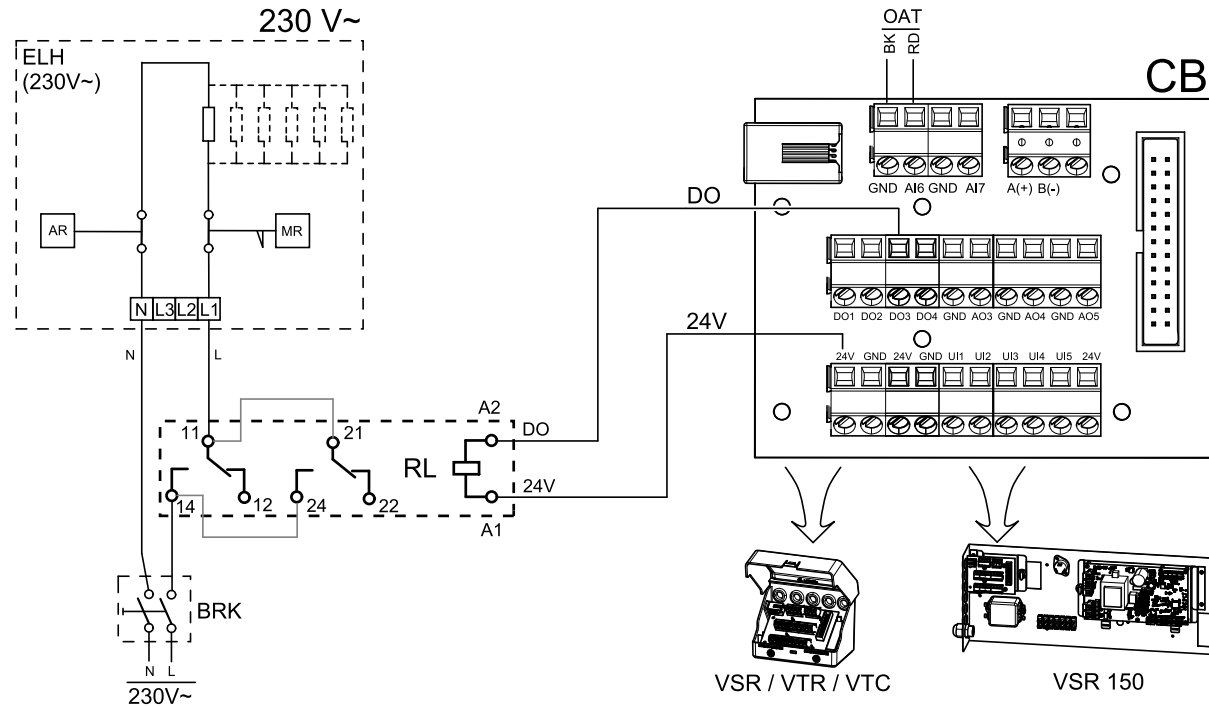 230 V~
ELH
(230V~)
AR
MR
N L3 L2 L1
N
L
11
21
14
12
24
22
RL
A2
DO
24V
A1
BRK
N L
230V~
OAT
BK
RD
CB
GND AI6 GND AI7
A(+) B(-)
DO
DO1 DO2 DO3 DO4 GND AO3 GND AO4 GND AO5
24V
24V GND 24V GND UI1 UI2 UI3 UI4 UI5 24V
VSR / VTR / VTC
VSR 150